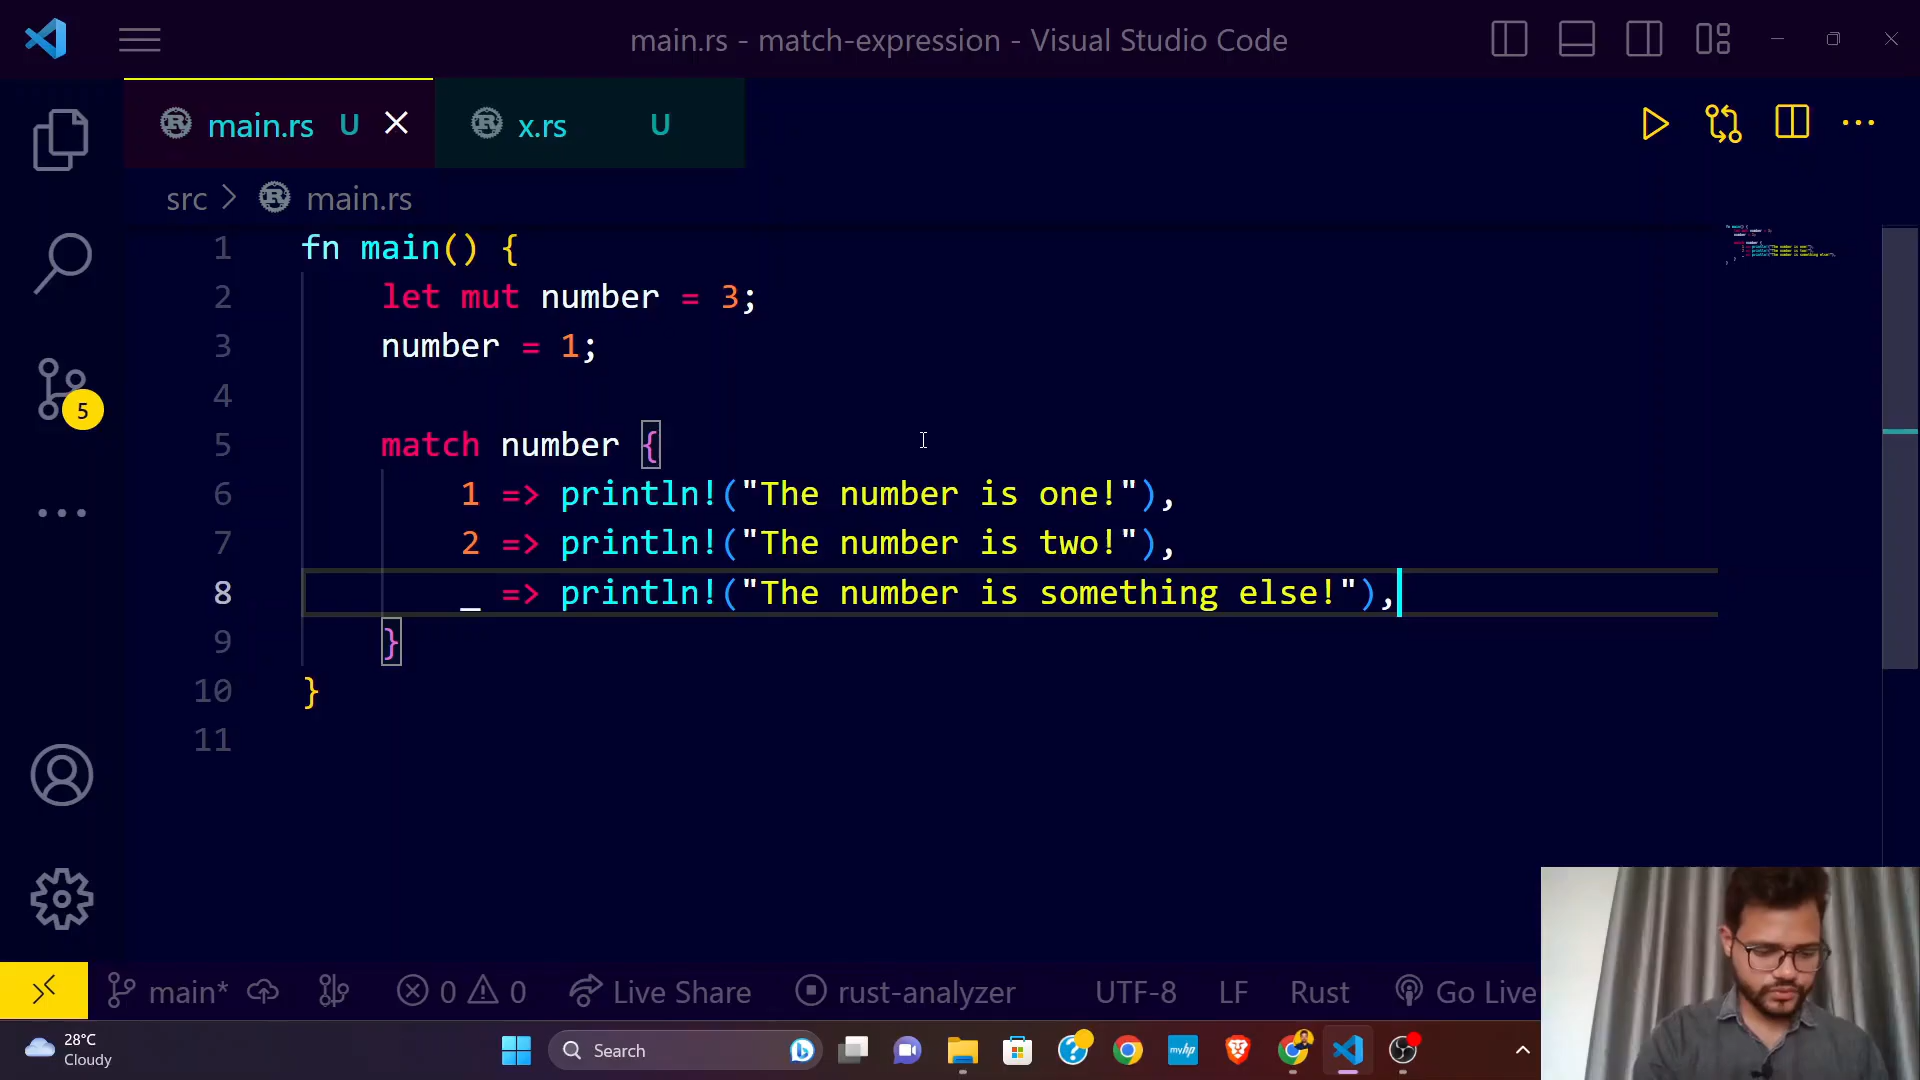 main.rs - match-expression - Visual Studio Code
main.rs U
x.rs U
src > main.rs
1 fn main() {
2 let mut number = 3;
3 number = 1;
4
5 match number {
6 1 => println!("The number is one!"),
7 2 => println!("The number is two!"),
8 _ => println!("The number is something else!"),
9 }
10 }
11
5
main* 0 0 Live Share rust-analyzer UTF-8 LF Rust Go Live
28°C
Cloudy
Search
myhp